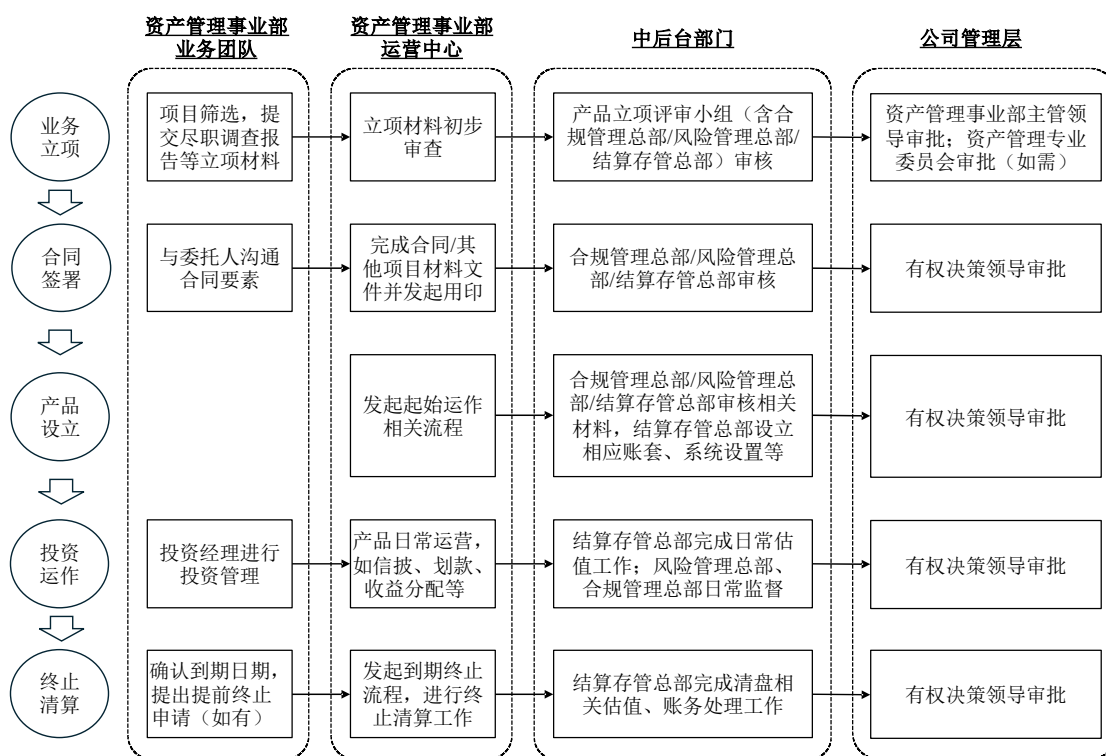 资产管理事业部
业务团队
资产管理事业部
运营中心
中后台部门
公司管理层
业务
立项
项目筛选，提
交尽职调查报
告等立项材料
立项材料初步
审查
产品立项评审小组（含合
规管理总部/风险管理总部/
结算存管总部）审核
资产管理事业部主管领
导审批；资产管理专业
委员会审批（如需）
合同
签署
与委托人沟通
合同要素
完成合同/其
他项目材料文
件并发起用印
合规管理总部/风险管理总
部/结算存管总部审核
有权决策领导审批
产品
设立
发起起始运作
相关流程
合规管理总部/风险管理总
部/结算存管总部审核相关
材料，结算存管总部设立
相应账套、系统设置等
有权决策领导审批
投资
运作
投资经理进行
投资管理
产品日常运营，
如信披、划款、
收益分配等
结算存管总部完成日常估
值工作；风险管理总部、
合规管理总部日常监督
有权决策领导审批
终止
清算
确认到期日期，
提出提前终止
申请（如有）
发起到期终止
流程，进行终
止清算工作
结算存管总部完成清盘相
关估值、账务处理工作
有权决策领导审批